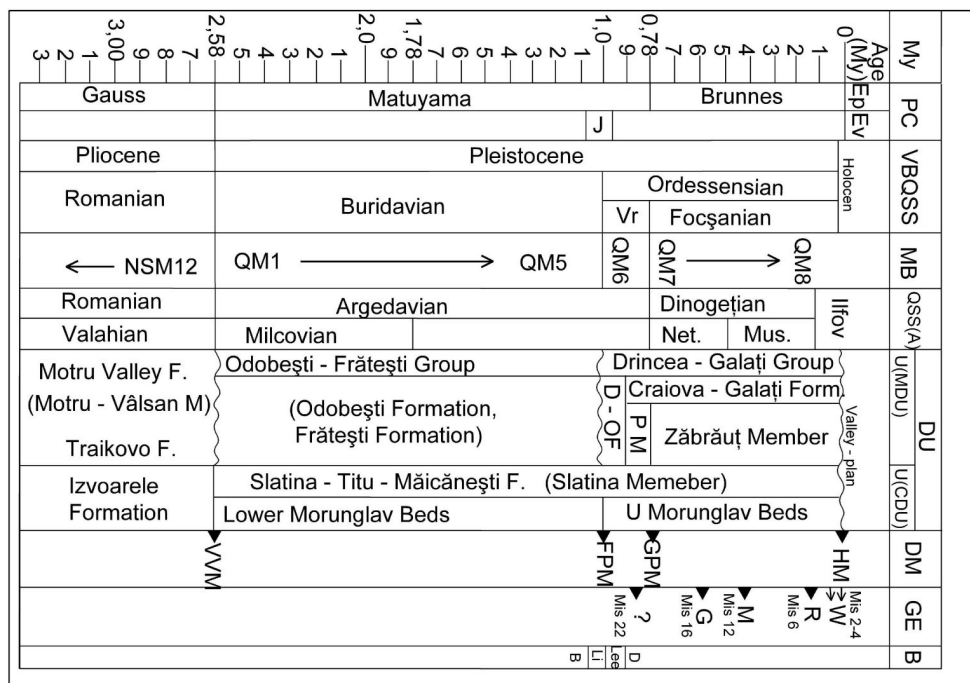 3
2
1
3,00
9
8
7
2,58
5
4
3
2
1
2,0
9
8
1,78
6
5
4
3
2
1
1,0
9
0,78
7
6
5
4
3
2
1
0
Age
(My)
My
Gauss
Matuyama
Brunnes
Ep
J
Ev
PC
Pliocene
Pleistocene
Holocen
Romanian
Buridavian
Ordessensian
Vr
Focşanian
VBQSS
NSM12
QM1
QM5
QM6
QM7
QM8
MB
Romanian
Argedavian
Dinogețian
Ilfov
Valahian
Milcovian
Net.
Mus.
QSS(A)
Motru Valley F.
(Motru - Vâlsan M)
Traikovo F.
Odobeşti - Frăteşti Group
(Odobeşti Formation,
Frăteşti Formation)
D - OF
Drincea - Galați Group
Craiova - Galați Form.
P M
Zăbrăuț Member
Valley - plan
U(MDU)
DU
Izvoarele
Formation
Slatina - Titu - Măicăneşti F. (Slatina Memeber)
Lower Morunglav Beds
U Morunglav Beds
U(CDU)
VVM
FPM
GPM
HM
DM
Mis 22
?
Mis 16
G
Mis 12
M
Mis 6
R
Mis 2-4
W
GE
B
Li
Lee
D
B